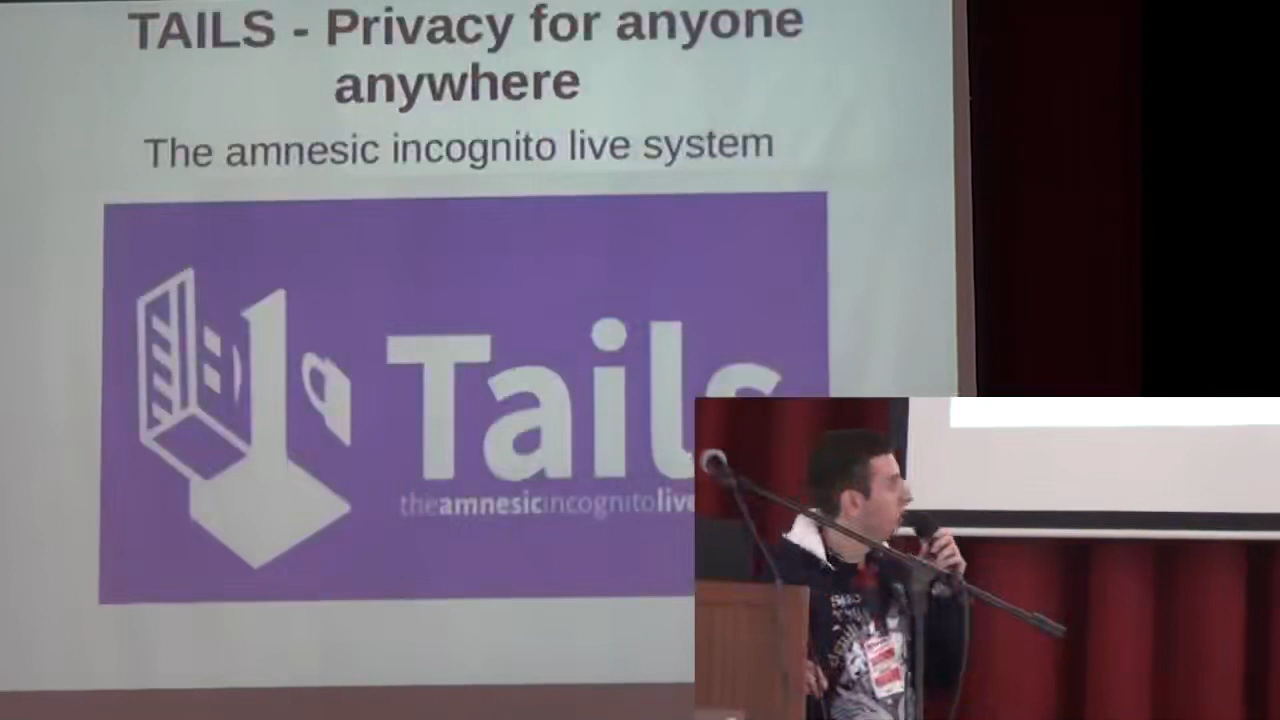 TAILS - Privacy for anyone
anywhere
The amnesic incognito live system
Tails
theamnesicincognitolive